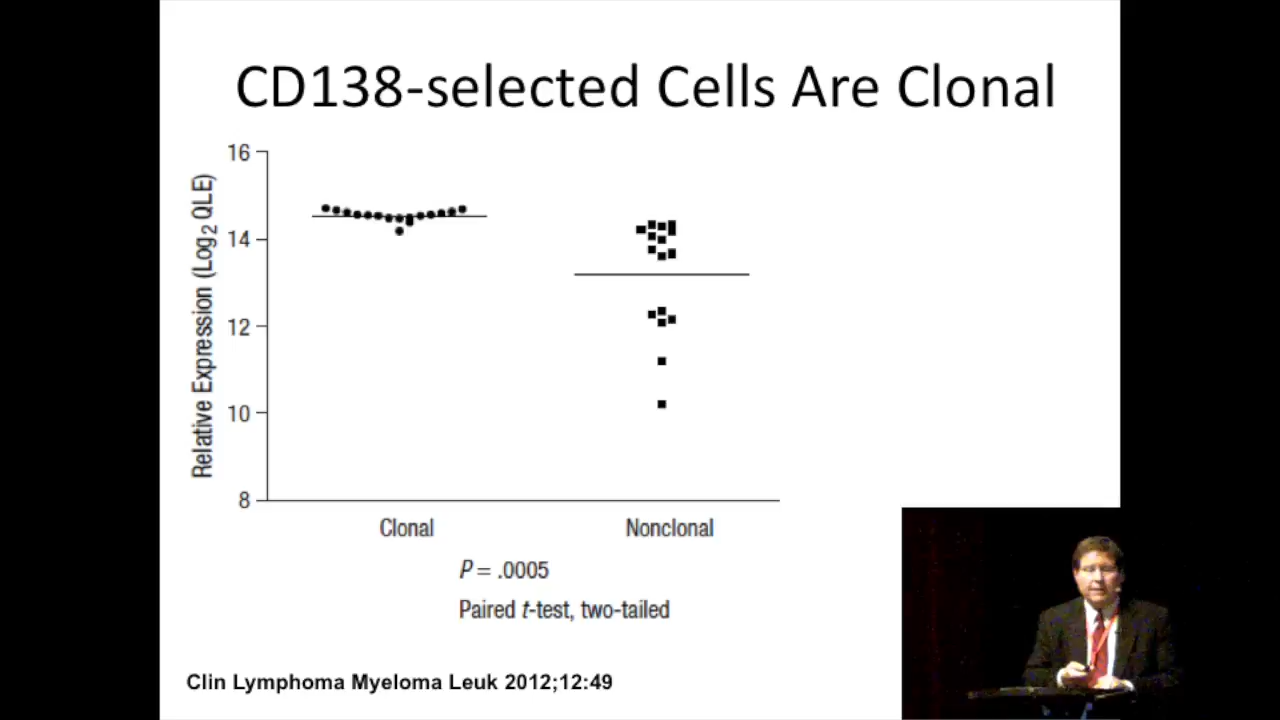 CD138-selected Cells Are Clonal
Relative Expression (Log2 QLE)
16
14
12
10
8
Clonal
Nonclonal
P = .0005
Paired t-test, two-tailed
Clin Lymphoma Myeloma Leuk 2012;12:49